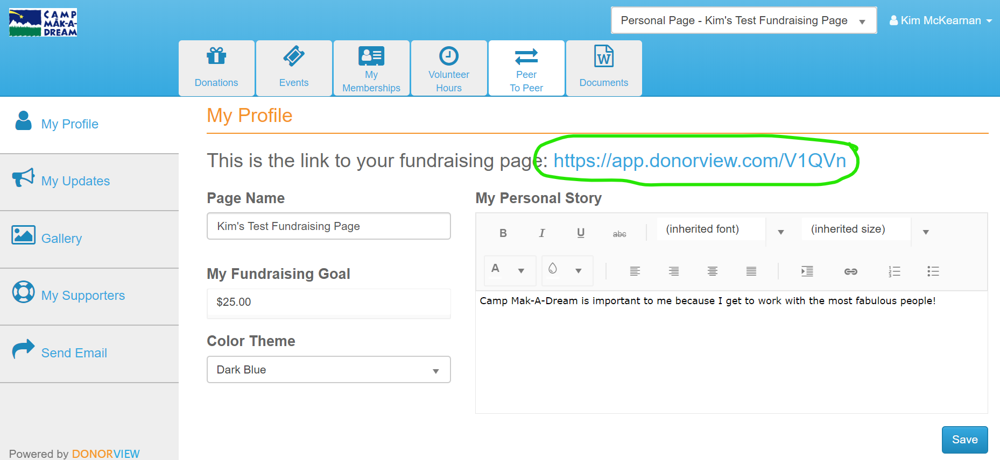 CAMP
MÁK-A-
DREAM
Personal Page - Kim's Test Fundraising Page
Kim McKearnan
Donations
Events
My
Memberships
Volunteer
Hours
Peer
To Peer
W
Documents
My Profile
My Updates
Gallery
My Supporters
Send Email
Powered by DONORVIEW
My Profile
This is the link to your fundraising page: https://app.donorview.com/V1QVn
Page Name
Kim's Test Fundraising Page
My Fundraising Goal
$25.00
Color Theme
Dark Blue
My Personal Story
B I U abc (inherited font) (inherited size)
A
1
2
3
Camp Mak-A-Dream is important to me because I get to work with the most fabulous people!
Save